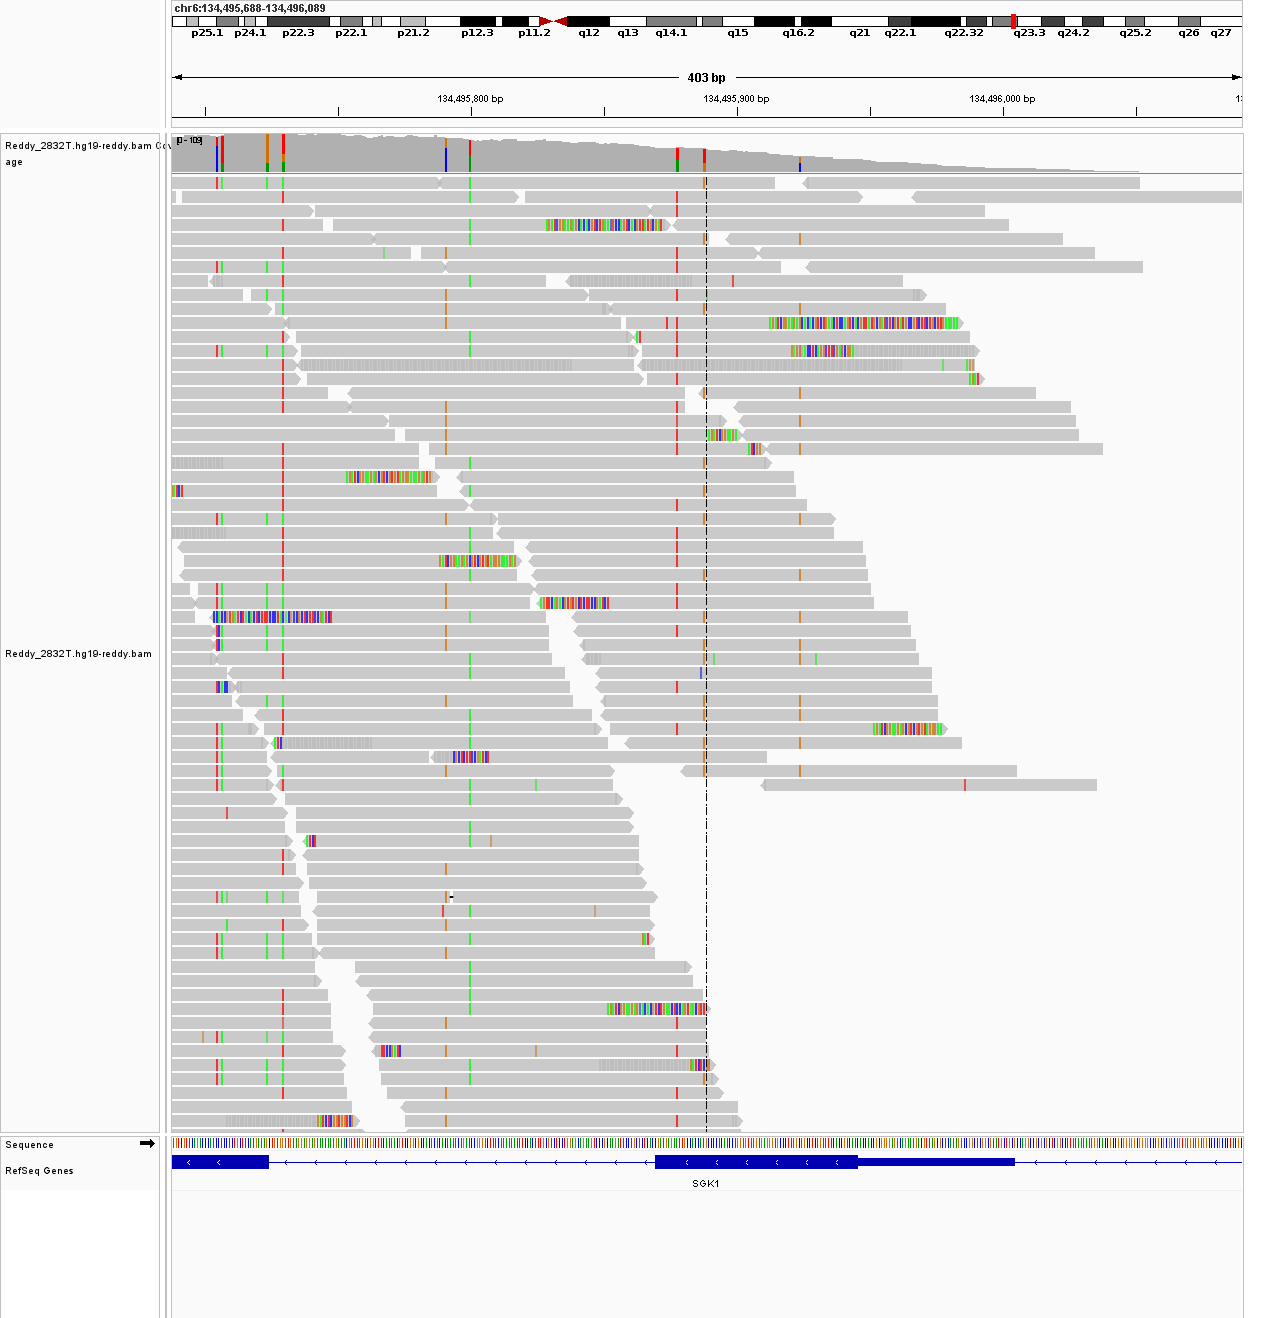 chr6:134,495,688-134,496,089
p25.1 p24.1 p22.3 p22.1 p21.2 p12.3 p11.2 q12 q13 q14.1 q15 q16.2 q21 q22.1 q22.32 q23.3 q24.2 q25.2 q26 q27
403 bp
134,495,800 bp 134,495,900 bp 134,496,000 bp
Reddy_2832T.hg19-reddy.bam Cov
age
[0 - 109]
Reddy_2832T.hg19-reddy.bam
Sequence
RefSeq Genes
SGK1